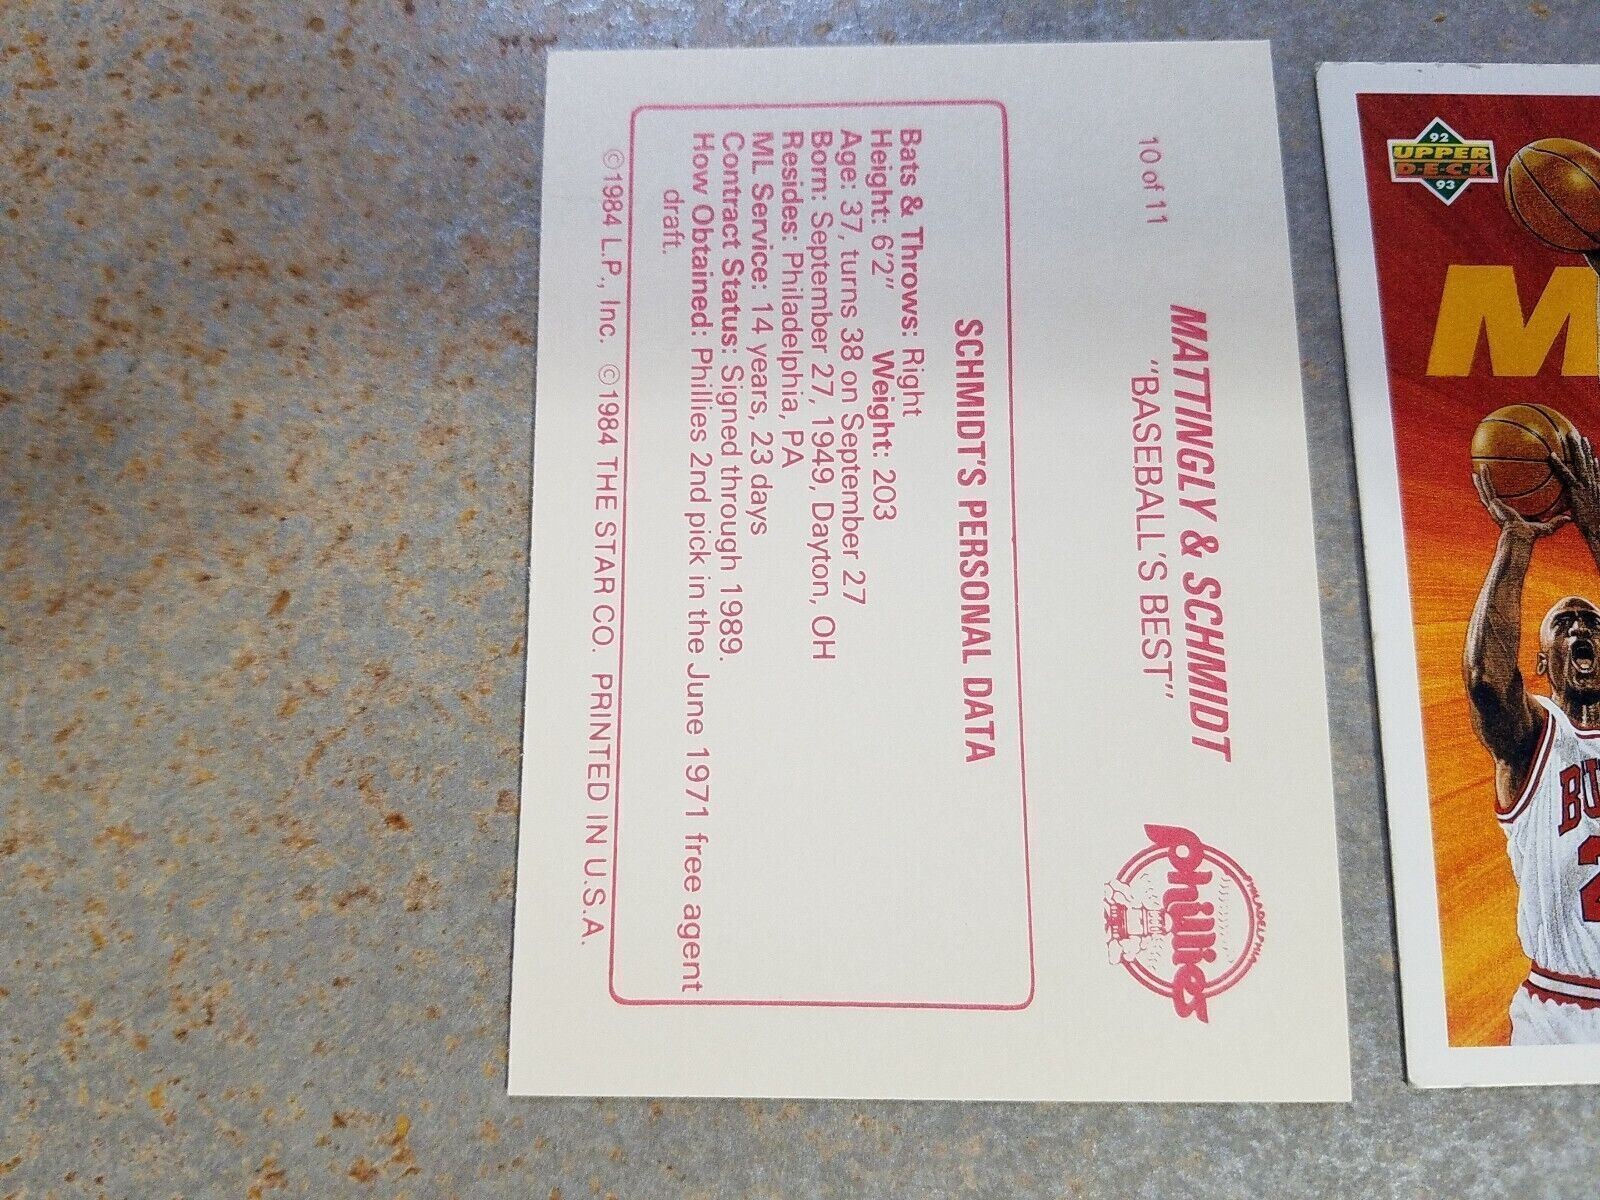 10 of 11
MATTINGLY & SCHMIDT
"BASEBALL'S BEST"
PHILADELPHIA
Phillies
SCHMIDT'S PERSONAL DATA
Bats & Throws: Right
Height: 6'2" Weight: 203
Age: 37, turns 38 on September 27
Born: September 27, 1949, Dayton, OH
Resides: Philadelphia, PA
ML Service: 14 years, 23 days
Contract Status: Signed through 1989.
How Obtained: Phillies 2nd pick in the June 1971 free agent
draft.
©1984 L.P., Inc. ©1984 THE STAR CO. PRINTED IN U.S.A.
92
UPPER
D·E·C·K
93
M
BU
2